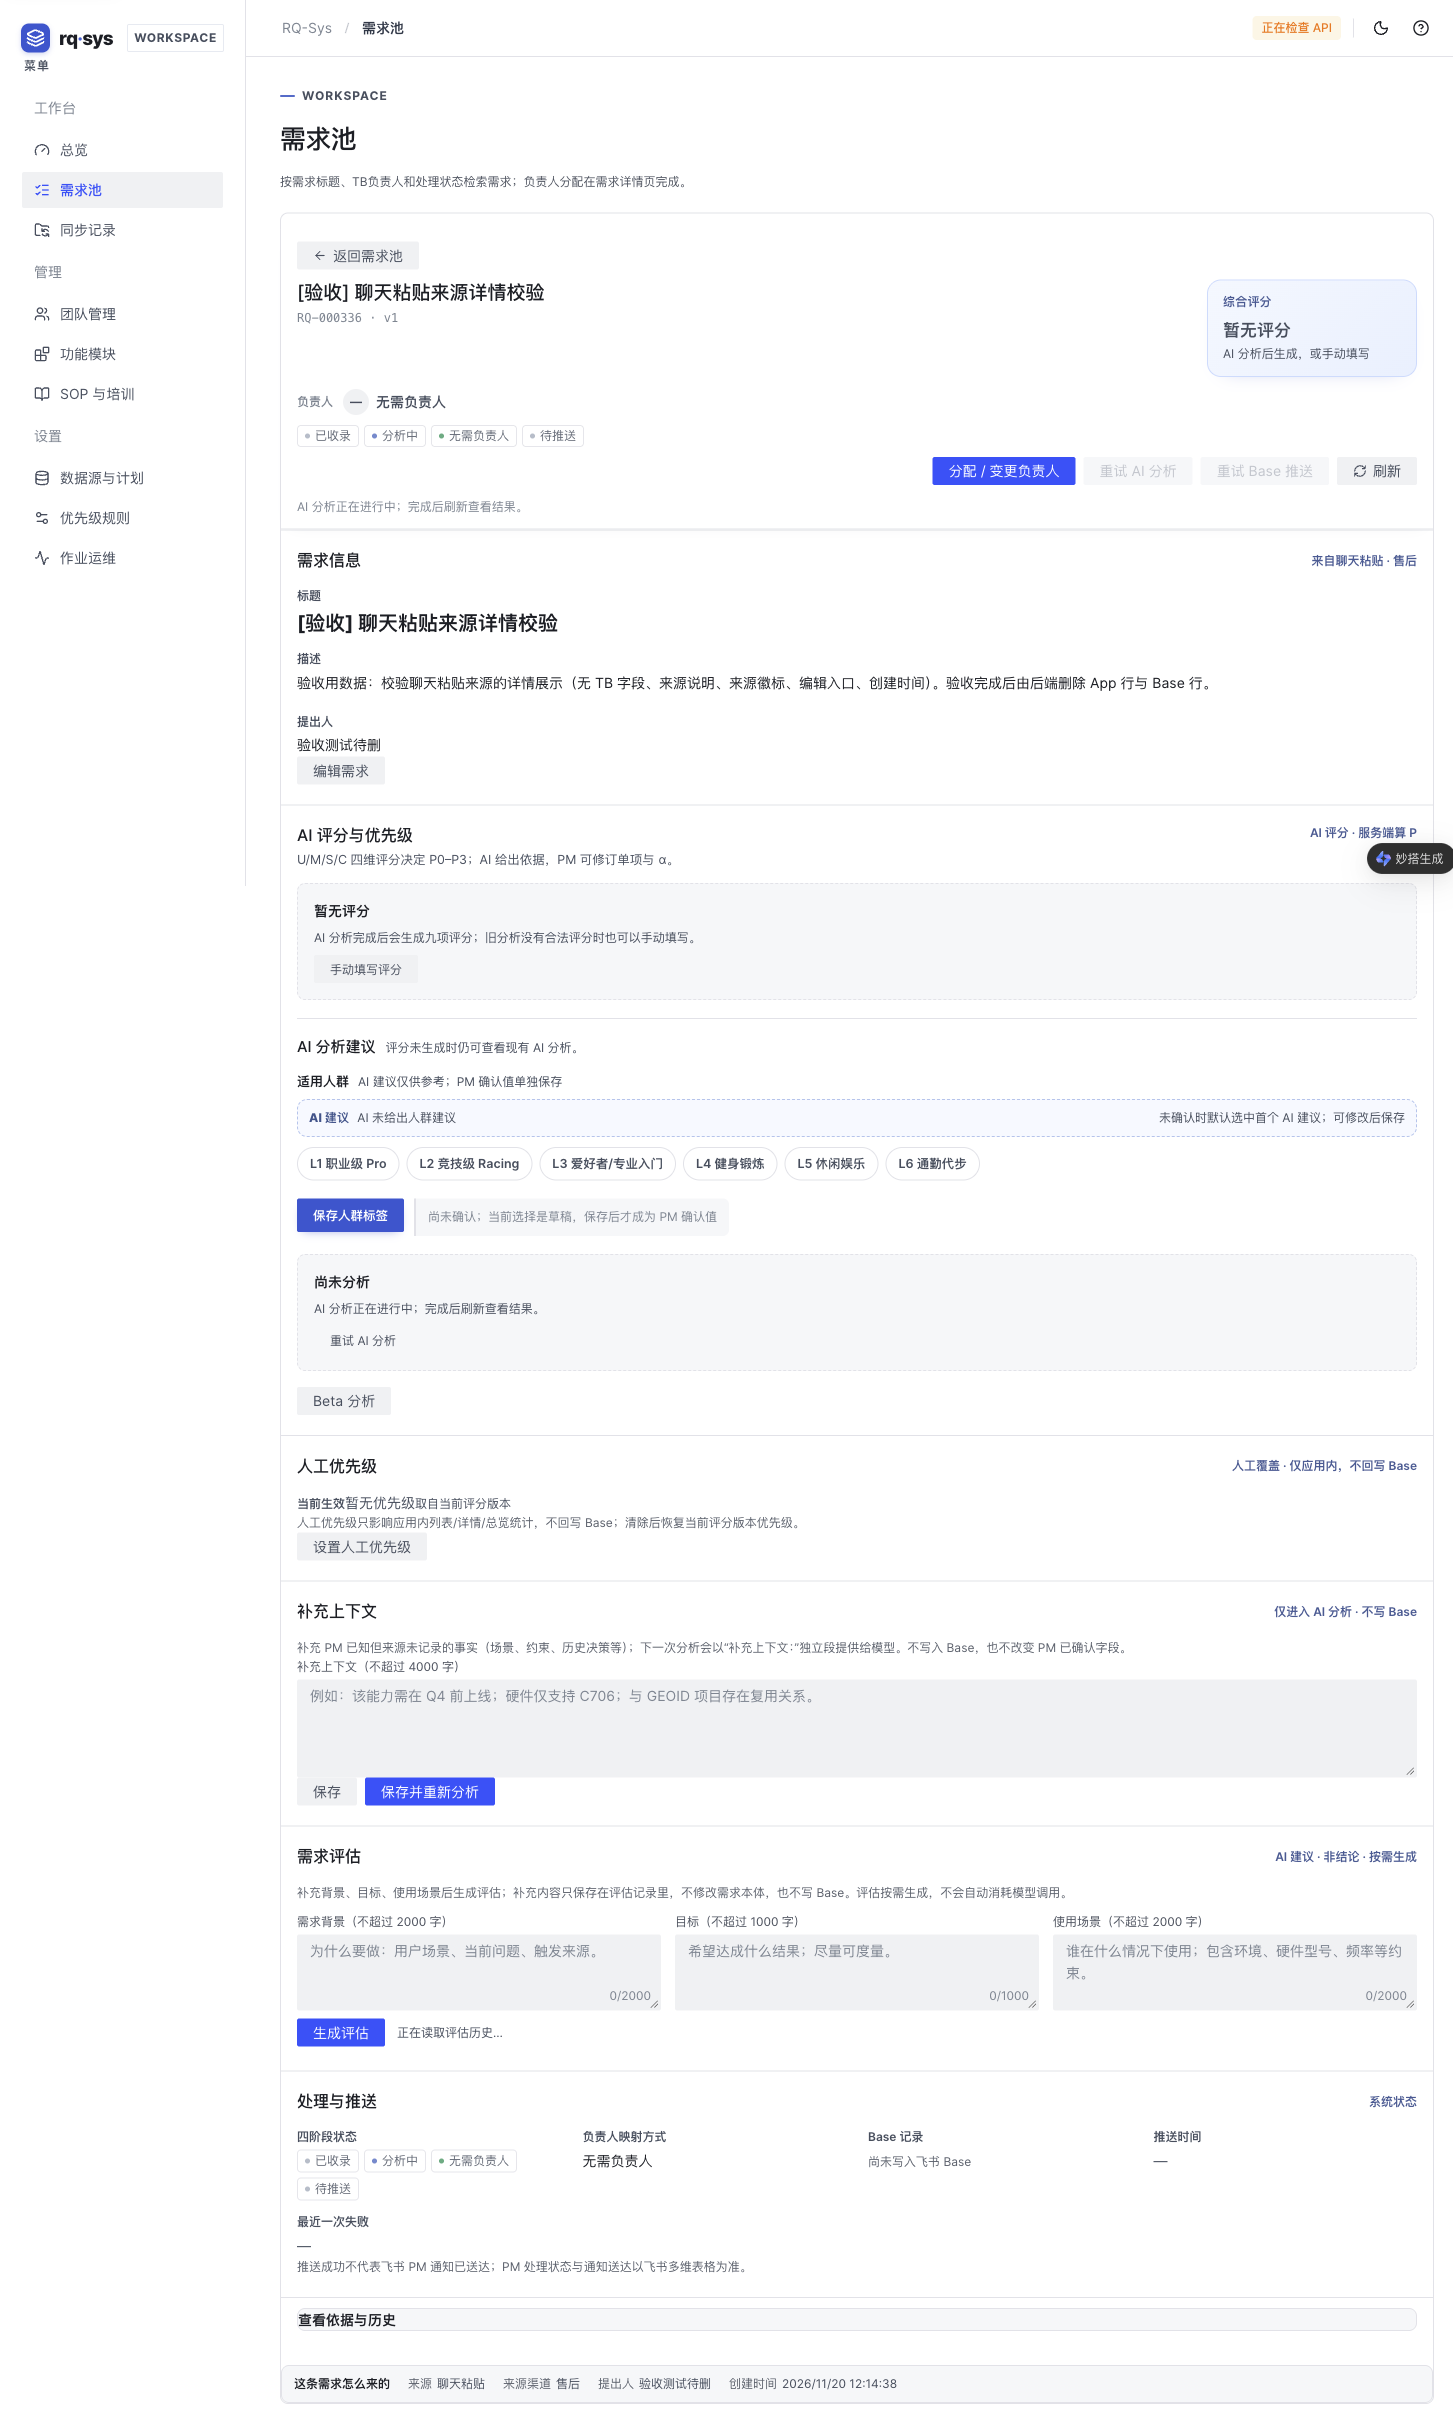 rq·sys WORKSPACE
菜单
工作台
总览
需求池
同步记录
管理
团队管理
功能模块
SOP 与培训
设置
数据源与计划
优先级规则
作业运维
RQ-Sys / 需求池
正在检查 API
WORKSPACE
需求池
按需求标题、TB负责人和处理状态检索需求；负责人分配在需求详情页完成。
返回需求池
[验收] 聊天粘贴来源详情校验
RQ-000336 · v1
综合评分
暂无评分
AI 分析后生成，或手动填写
负责人 — 无需负责人
已收录 分析中 无需负责人 待推送
分配 / 变更负责人 重试 AI 分析 重试 Base 推送 刷新
AI 分析正在进行中；完成后刷新查看结果。
需求信息 来自聊天粘贴 · 售后
标题
[验收] 聊天粘贴来源详情校验
描述
验收用数据：校验聊天粘贴来源的详情展示（无 TB 字段、来源说明、来源徽标、编辑入口、创建时间）。验收完成后由后端删除 App 行与 Base 行。
提出人
验收测试待删
编辑需求
AI 评分与优先级 AI 评分 · 服务端算 P
U/M/S/C 四维评分决定 P0–P3；AI 给出依据，PM 可修订单项与 α。
妙搭生成
暂无评分
AI 分析完成后会生成九项评分；旧分析没有合法评分时也可以手动填写。
手动填写评分
AI 分析建议 评分未生成时仍可查看现有 AI 分析。
适用人群 AI 建议仅供参考；PM 确认值单独保存
AI 建议 AI 未给出人群建议 未确认时默认选中首个 AI 建议；可修改后保存
L1 职业级 Pro L2 竞技级 Racing L3 爱好者/专业入门 L4 健身锻炼 L5 休闲娱乐 L6 通勤代步
保存人群标签 尚未确认；当前选择是草稿，保存后才成为 PM 确认值
尚未分析
AI 分析正在进行中；完成后刷新查看结果。
重试 AI 分析
Beta 分析
人工优先级 人工覆盖 · 仅应用内，不回写 Base
当前生效暂无优先级取自当前评分版本
人工优先级只影响应用内列表/详情/总览统计，不回写 Base；清除后恢复当前评分版本优先级。
设置人工优先级
补充上下文 仅进入 AI 分析 · 不写 Base
补充 PM 已知但来源未记录的事实（场景、约束、历史决策等）；下一次分析会以“补充上下文：”独立段提供给模型。不写入 Base，也不改变 PM 已确认字段。
补充上下文（不超过 4000 字）
例如：该能力需在 Q4 前上线；硬件仅支持 C706；与 GEOID 项目存在复用关系。
保存 保存并重新分析
需求评估 AI 建议 · 非结论 · 按需生成
补充背景、目标、使用场景后生成评估；补充内容只保存在评估记录里，不修改需求本体，也不写 Base。评估按需生成，不会自动消耗模型调用。
需求背景（不超过 2000 字） 目标（不超过 1000 字） 使用场景（不超过 2000 字）
为什么要做：用户场景、当前问题、触发来源。 希望达成什么结果；尽量可度量。 谁在什么情况下使用；包含环境、硬件型号、频率等约
束。
0/2000 0/1000 0/2000
生成评估 正在读取评估历史...
处理与推送 系统状态
四阶段状态 负责人映射方式 Base 记录 推送时间
已收录 分析中 无需负责人 无需负责人 尚未写入飞书 Base —
待推送
最近一次失败
—
推送成功不代表飞书 PM 通知已送达；PM 处理状态与通知送达以飞书多维表格为准。
查看依据与历史
这条需求怎么来的 来源 聊天粘贴 来源渠道 售后 提出人 验收测试待删 创建时间 2026/11/20 12:14:38